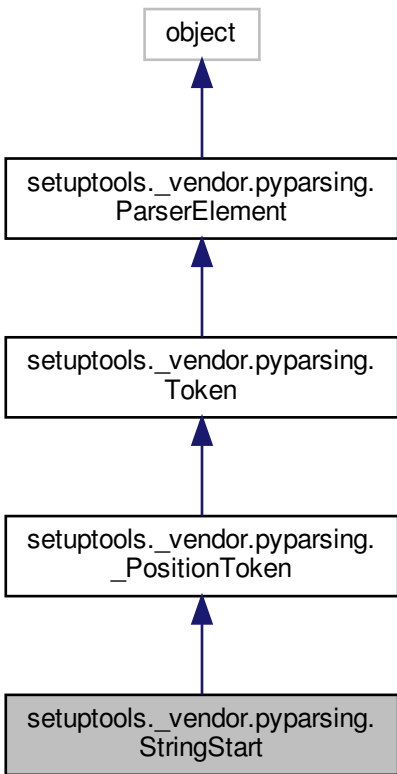 object
setuptools._vendor.pyparsing.
ParserElement
setuptools._vendor.pyparsing.
Token
setuptools._vendor.pyparsing.
_PositionToken
setuptools._vendor.pyparsing.
StringStart